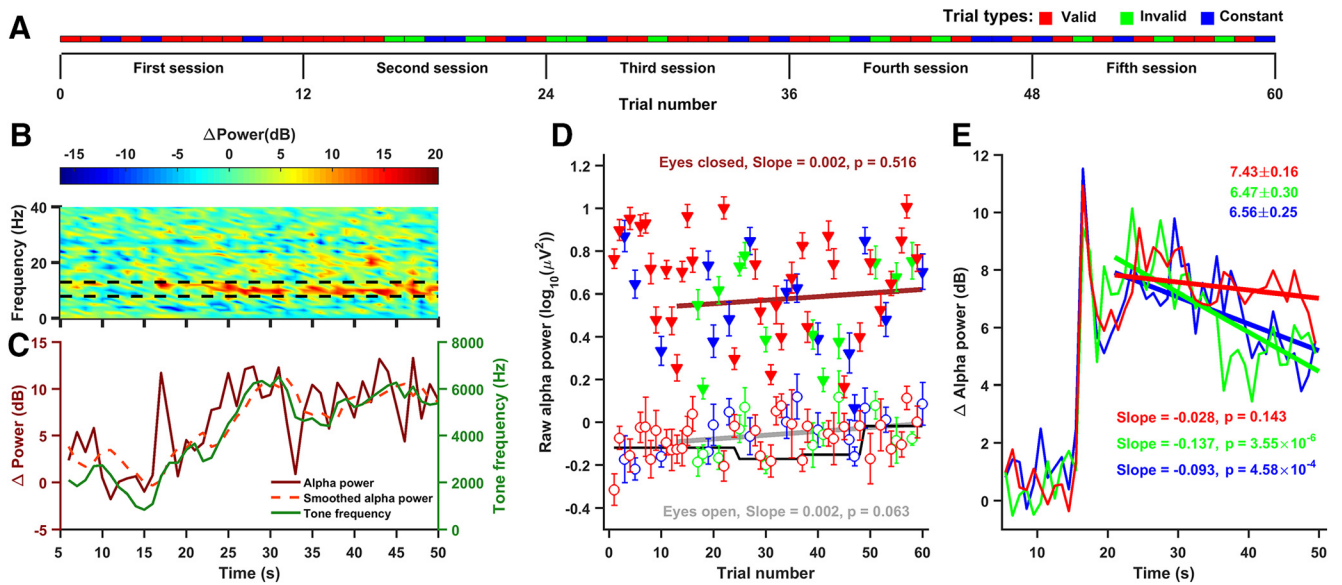 A
Trial types: Valid Invalid Constant
First session Second session Third session Fourth session Fifth session
0 12 24 36 48 60
Trial number
B
ΔPower(dB)
-15 -10 -5 0 5 10 15 20
Frequency (Hz)
40
20
0
C
Δ Power (dB)
15
10
5
0
-5
Tone frequency (Hz)
8000
6000
4000
2000
0
Alpha power
Smoothed alpha power
Tone frequency
5 10 15 20 25 30 35 40 45 50
Time (s)
D
Raw alpha power (log10(μV²))
1.2
1
0.8
0.6
0.4
0.2
0
-0.2
-0.4
Eyes closed, Slope = 0.002, p = 0.516
Eyes open, Slope = 0.002, p = 0.063
0 10 20 30 40 50 60
Trial number
E
Δ Alpha power (dB)
12
10
8
6
4
2
0
7.43±0.16
6.47±0.30
6.56±0.25
Slope = -0.028, p = 0.143
Slope = -0.137, p = 3.55×10⁻⁶
Slope = -0.093, p = 4.58×10⁻⁴
10 20 30 40 50
Time (s)